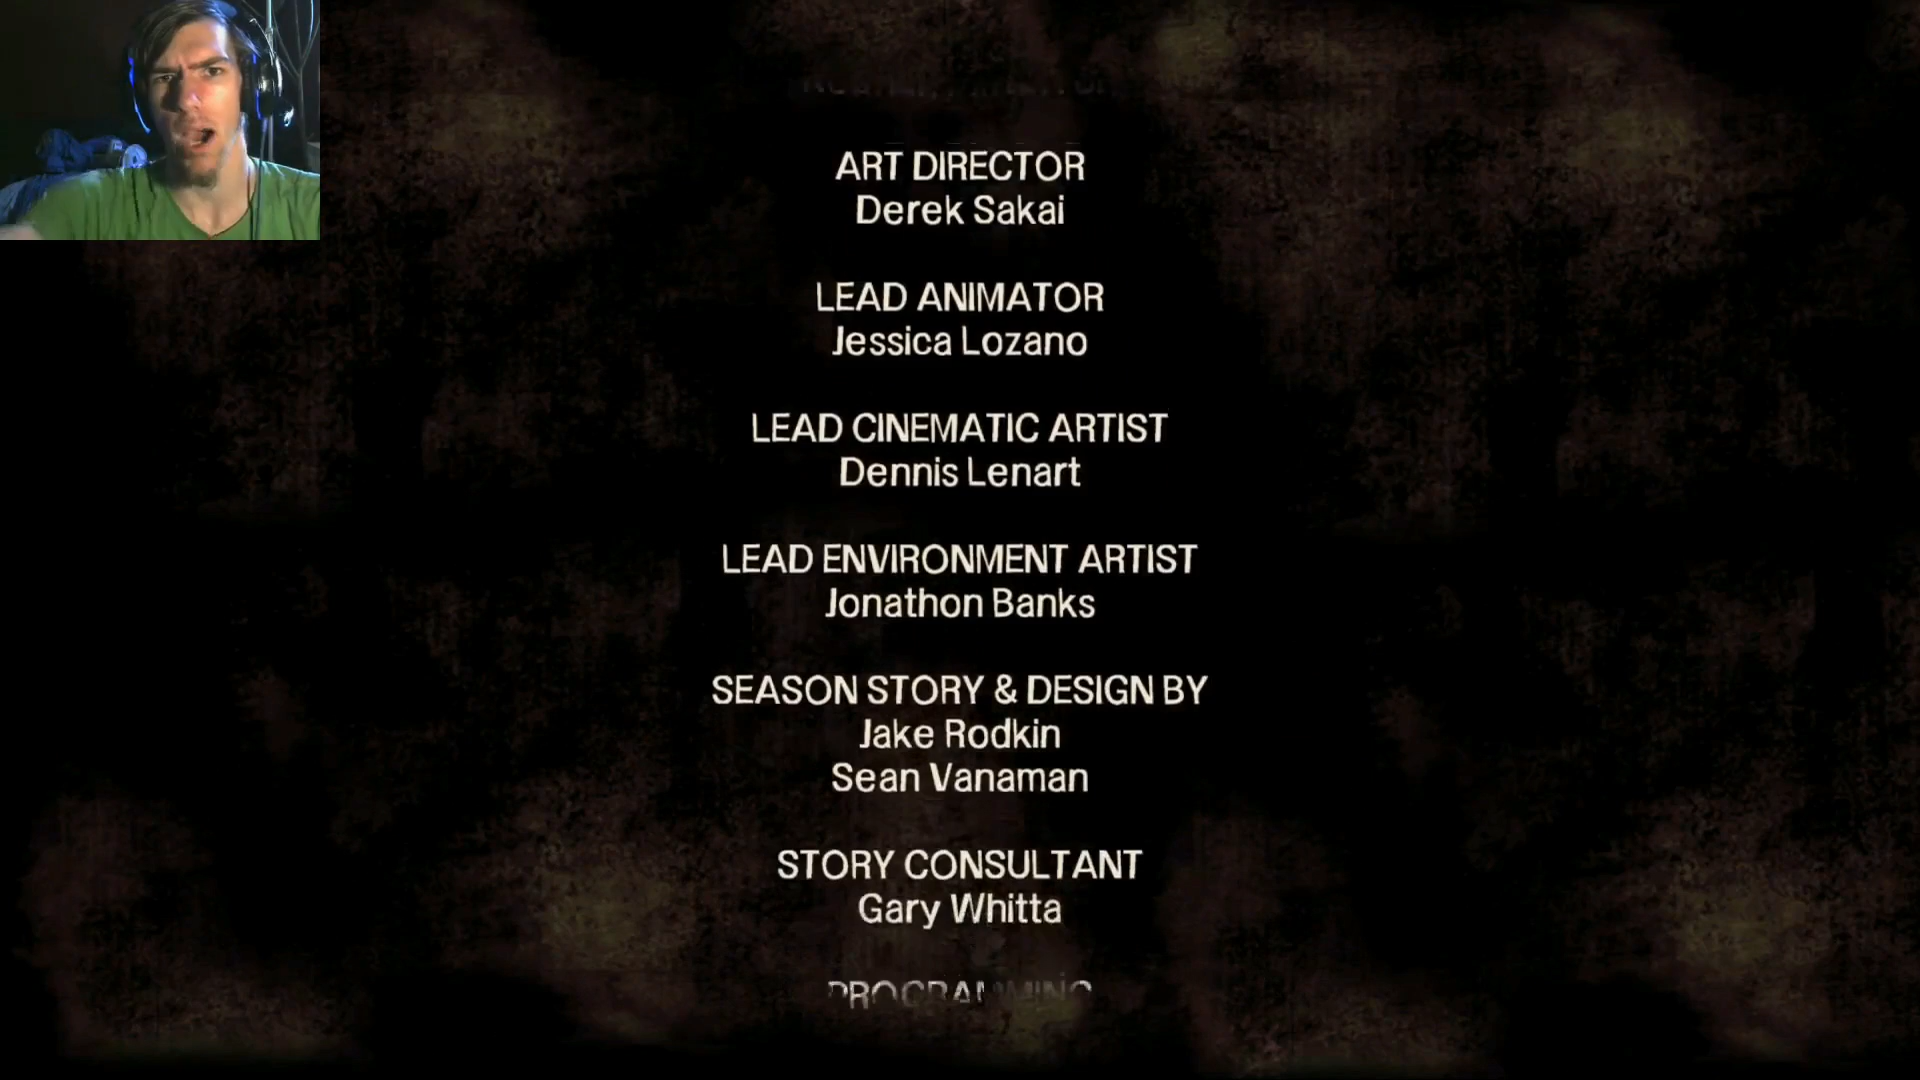 ART DIRECTOR
Derek Sakai
LEAD ANIMATOR
Jessica Lozano
LEAD CINEMATIC ARTIST
Dennis Lenart
LEAD ENVIRONMENT ARTIST
Jonathon Banks
SEASON STORY & DESIGN BY
Jake Rodkin
Sean Vanaman
STORY CONSULTANT
Gary Whitta
PROGRAMMING